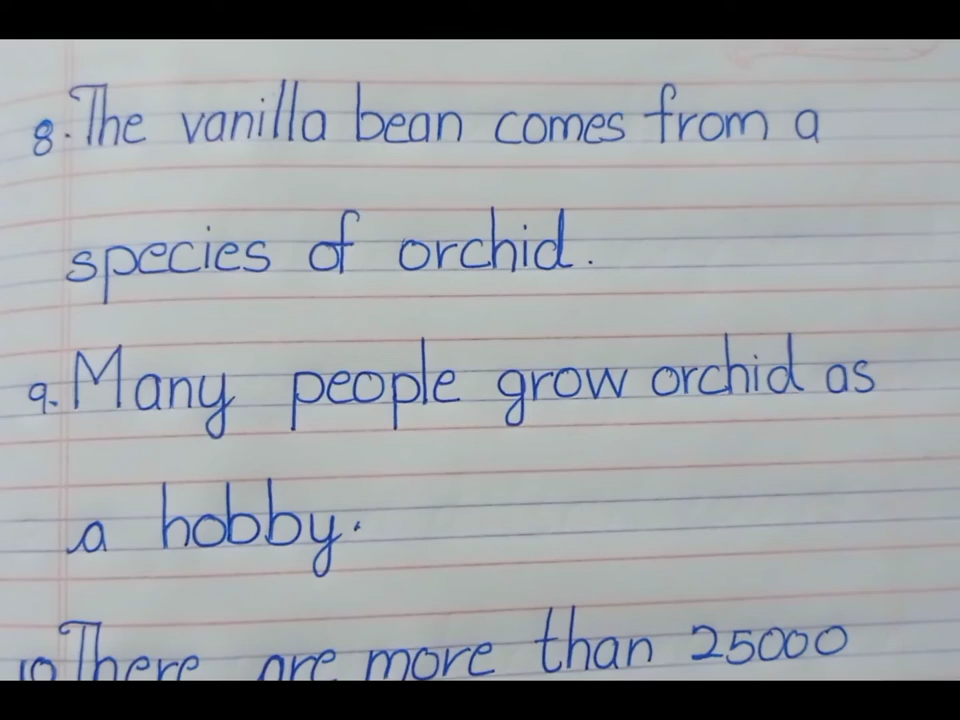 8. The vanilla bean comes from a
species of orchid.
9. Many people grow orchid as
a hobby.
10 There are more than 25000